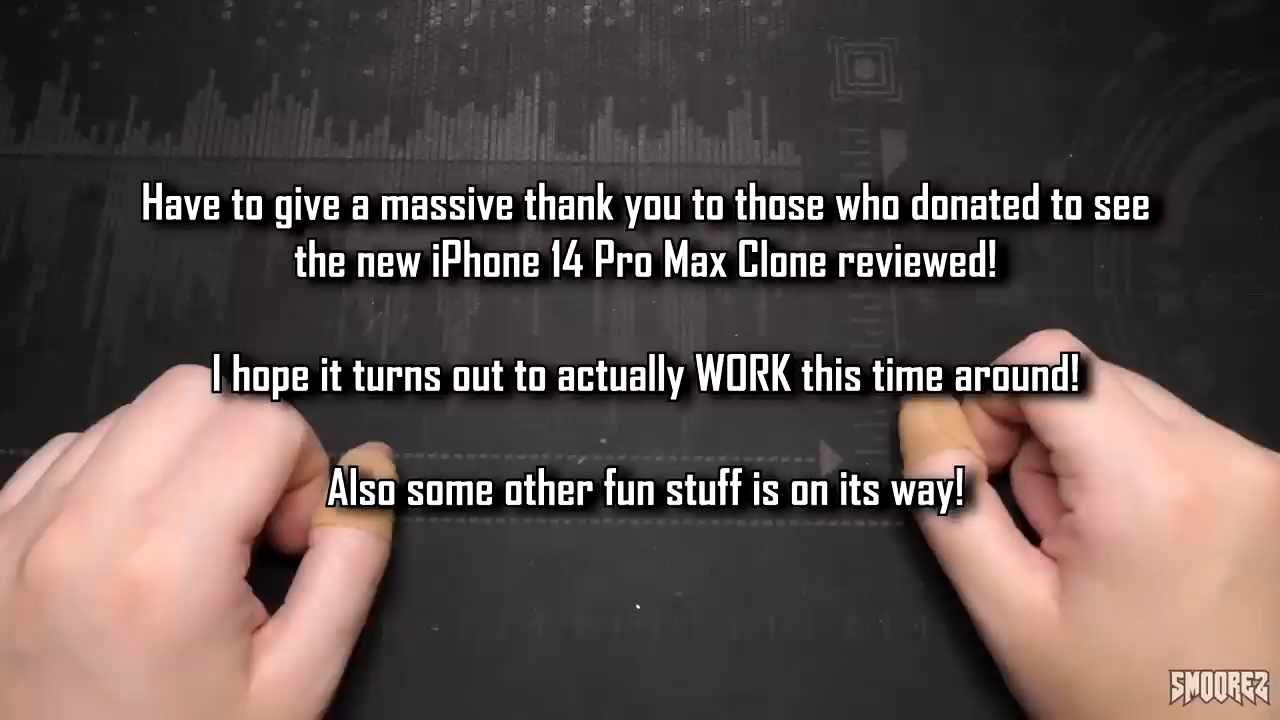 Have to give a massive thank you to those who donated to see
the new iPhone 14 Pro Max Clone reviewed!
I hope it turns out to actually WORK this time around!
Also some other fun stuff is on its way!
SMOOREZ